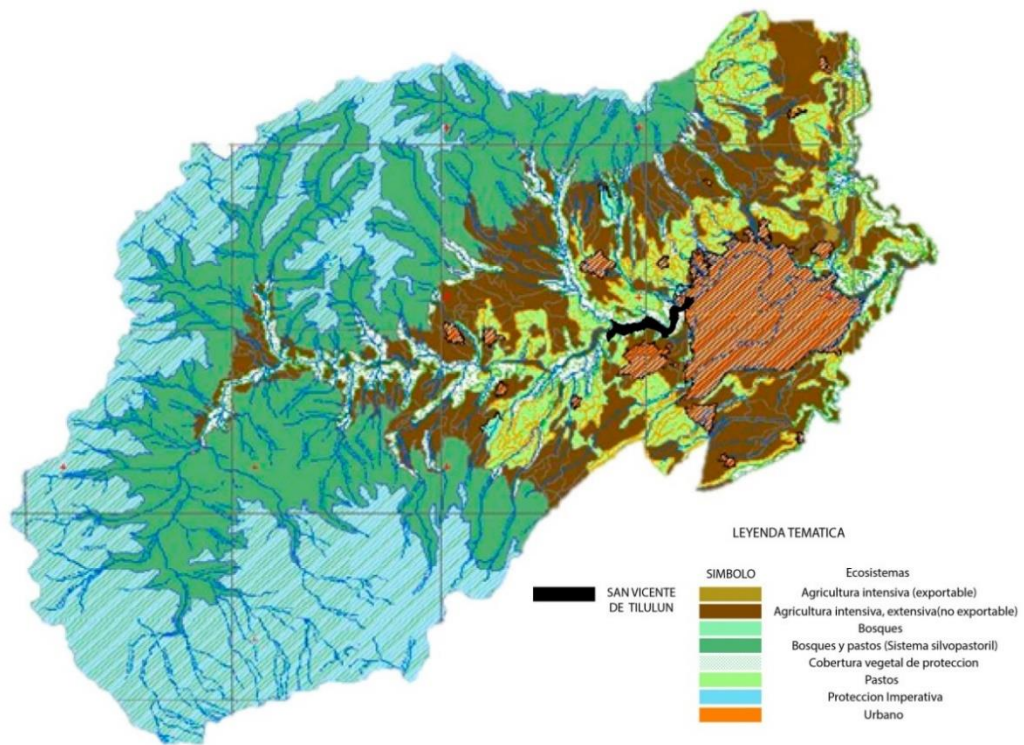 LEYENDA TEMATICA
SIMBOLO
Ecosistemas
SAN VICENTE
DE TILULUN
Agricultura intensiva (exportable)
Agricultura intensiva, extensiva(no exportable)
Bosques
Bosques y pastos (Sistema silvopastoril)
Cobertura vegetal de proteccion
Pastos
Proteccion Imperativa
Urbano